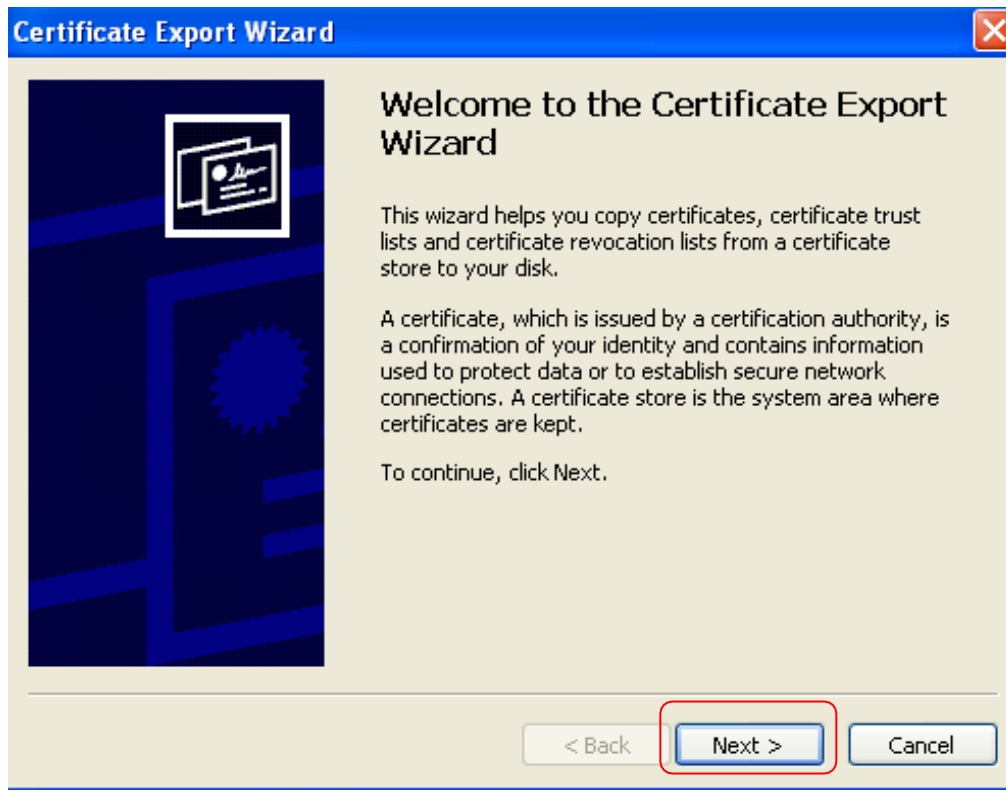 Certificate Export Wizard
Welcome to the Certificate Export
Wizard
This wizard helps you copy certificates, certificate trust
lists and certificate revocation lists from a certificate
store to your disk.
A certificate, which is issued by a certification authority, is
a confirmation of your identity and contains information
used to protect data or to establish secure network
connections. A certificate store is the system area where
certificates are kept.
To continue, click Next.
< Back Next > Cancel